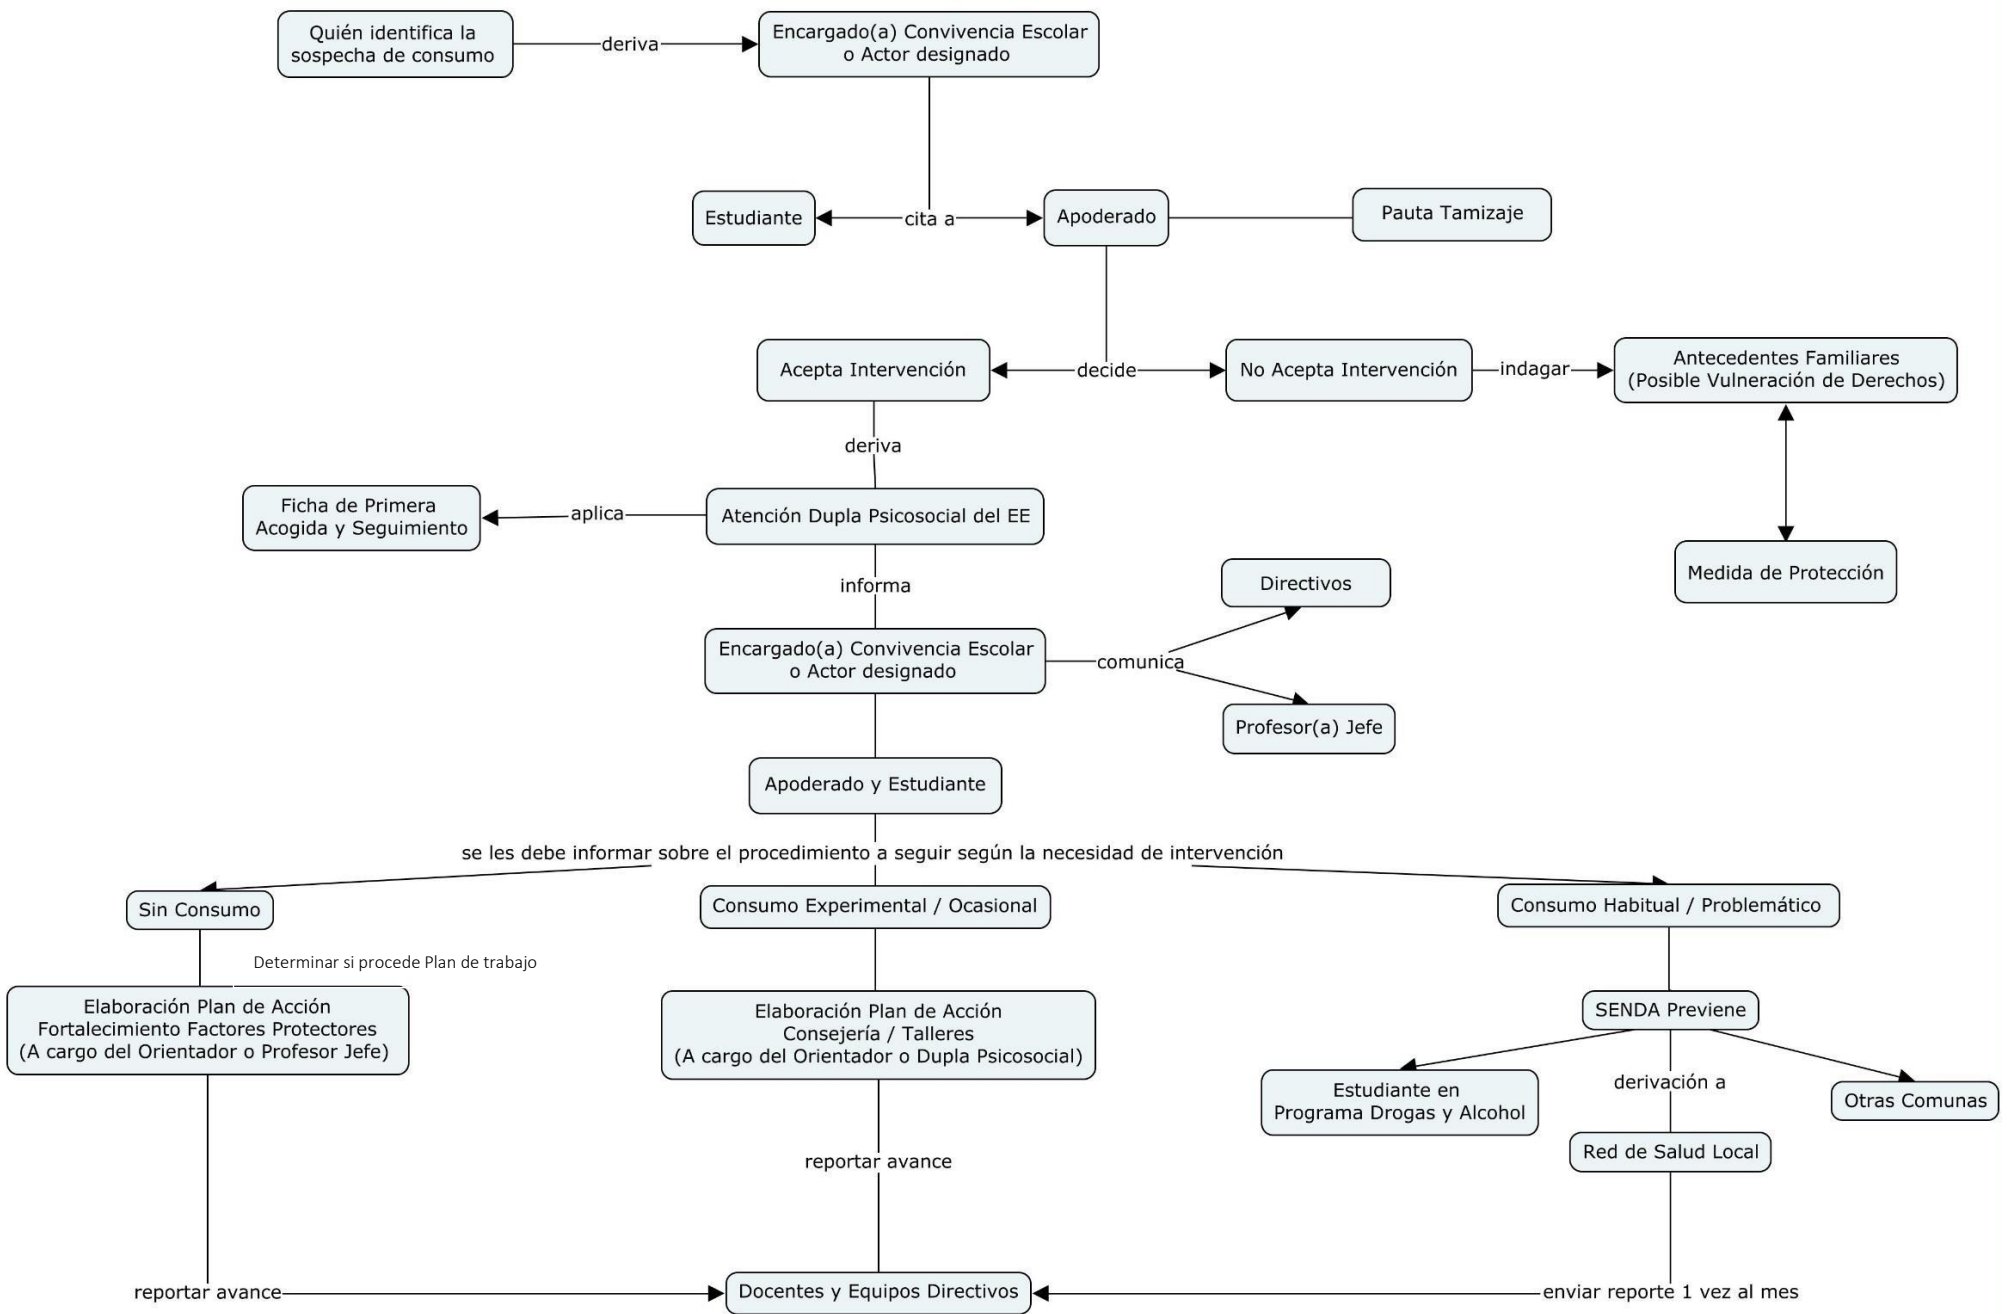 Quién identifica la
sospecha de consumo
deriva
Encargado(a) Convivencia Escolar
o Actor designado
Estudiante
cita a
Apoderado
Pauta Tamizaje
Acepta Intervención
decide
No Acepta Intervención
indagar
Antecedentes Familiares
(Posible Vulneración de Derechos)
deriva
Ficha de Primera
Acogida y Seguimiento
aplica
Atención Dupla Psicosocial del EE
Medida de Protección
informa
Directivos
Encargado(a) Convivencia Escolar
o Actor designado
comunica
Profesor(a) Jefe
Apoderado y Estudiante
se les debe informar sobre el procedimiento a seguir según la necesidad de intervención
Sin Consumo
Consumo Experimental / Ocasional
Consumo Habitual / Problemático
Determinar si procede Plan de trabajo
Elaboración Plan de Acción
Fortalecimiento Factores Protectores
(A cargo del Orientador o Profesor Jefe)
Elaboración Plan de Acción
Consejería / Talleres
(A cargo del Orientador o Dupla Psicosocial)
SENDA Previene
Estudiante en
Programa Drogas y Alcohol
derivación a
Otras Comunas
Red de Salud Local
reportar avance
reportar avance
Docentes y Equipos Directivos
enviar reporte 1 vez al mes